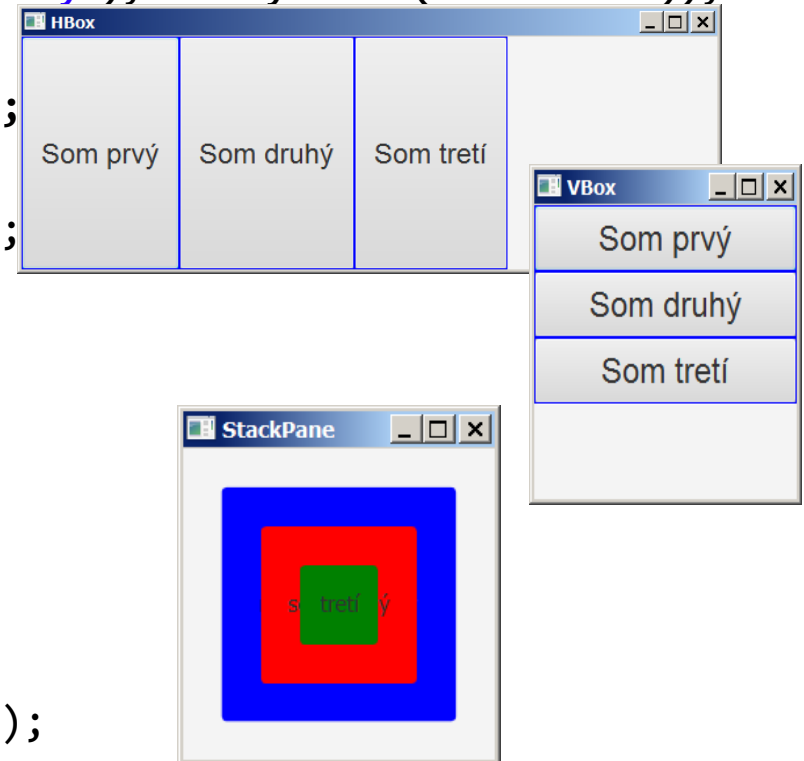 HBox
;
Som prvý Som druhý Som tretí
VBox
;
Som prvý
Som druhý
Som tretí
StackPane
s tretí ý
);